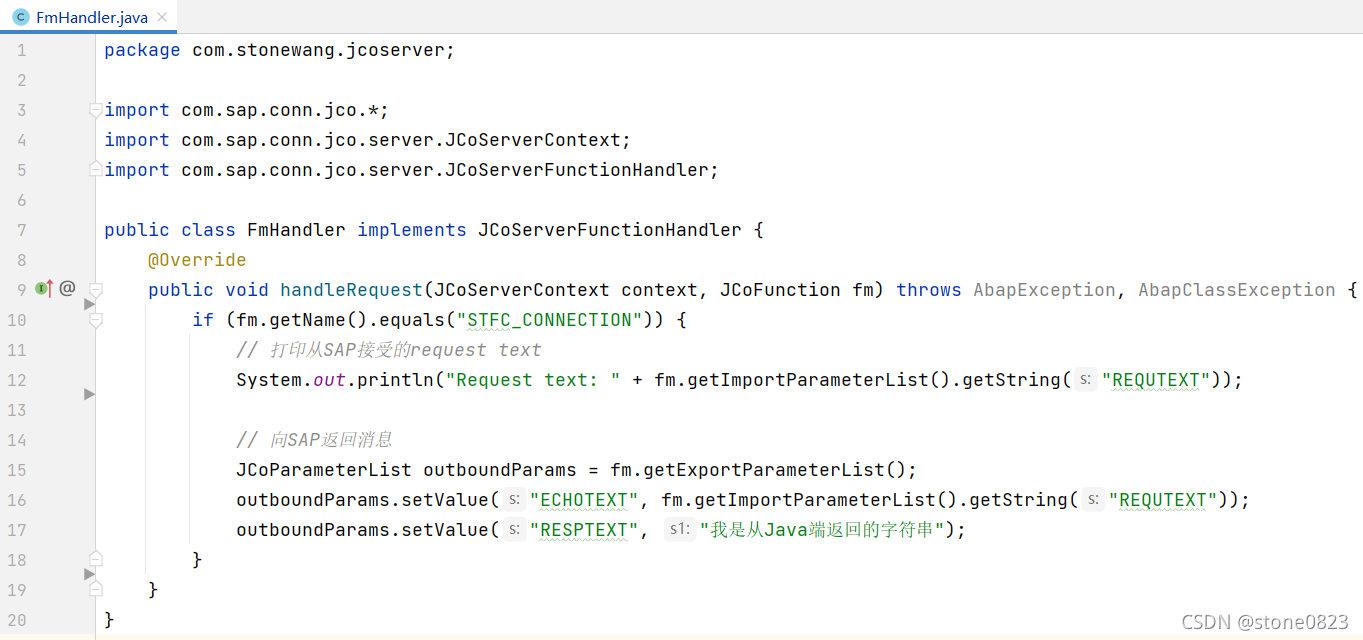 FmHandler.java
1 package com.stonewang.jcoserver;
2
3 import com.sap.conn.jco.*;
4 import com.sap.conn.jco.server.JCoServerContext;
5 import com.sap.conn.jco.server.JCoServerFunctionHandler;
6
7 public class FmHandler implements JCoServerFunctionHandler {
8 @Override
9 public void handleRequest(JCoServerContext context, JCoFunction fm) throws AbapException, AbapClassException {
10 if (fm.getName().equals("STFC_CONNECTION")) {
11 // 打印从SAP接受的request text
12 System.out.println("Request text: " + fm.getImportParameterList().getString( s: "REQUTEXT"));
13
14 // 向SAP返回消息
15 JCoParameterList outboundParams = fm.getExportParameterList();
16 outboundParams.setValue( s: "ECHOTEXT", fm.getImportParameterList().getString( s: "REQUTEXT"));
17 outboundParams.setValue( s: "RESPTEXT", s1: "我是从Java端返回的字符串");
18 }
19 }
20 }
CSDN @stone0823